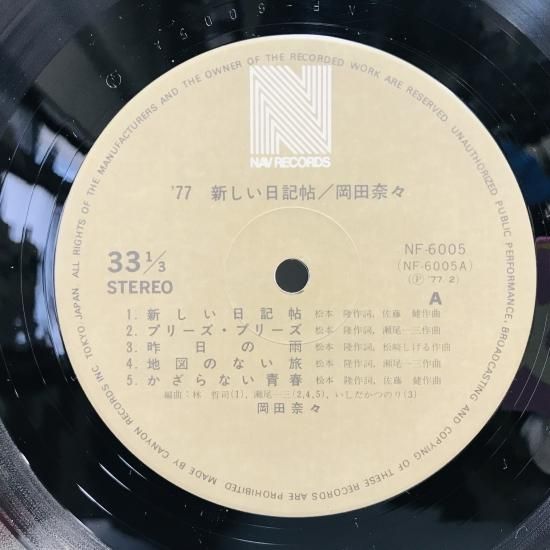 NF-6005A
ALL RIGHTS OF THE MANUFACTURERS AND THE OWNER OF THE RECORDED WORK ARE RESERVED UNAUTHORIZED PUBLIC PERFORMANCE, BROADCASTING AND COPYING OF THESE RECORDS ARE PROHIBITED MADE BY CANYON RECORDS INC TOKYO JAPAN
N
NAV RECORDS
'77 新しい日記帖/岡田奈々
33 1/3
STEREO
NF-6005
(NF-6005A)
(Ⓟ '77. 2)
A
1. 新しい日記帖 松本 隆作詞、佐藤 健作曲
2. プリーズ・プリーズ 松本 隆作詞、瀬尾一三作曲
3. 昨日の雨 松本 隆作詞、松崎しげる作曲
4. 地図のない旅 松本 隆作詞、瀬尾一三作曲
5. かざらない青春 松本 隆作詞、佐藤 健作曲
編曲:林 哲司(1)、瀬尾一三(2,4,5)、いしだかつのり(3)
岡田奈々